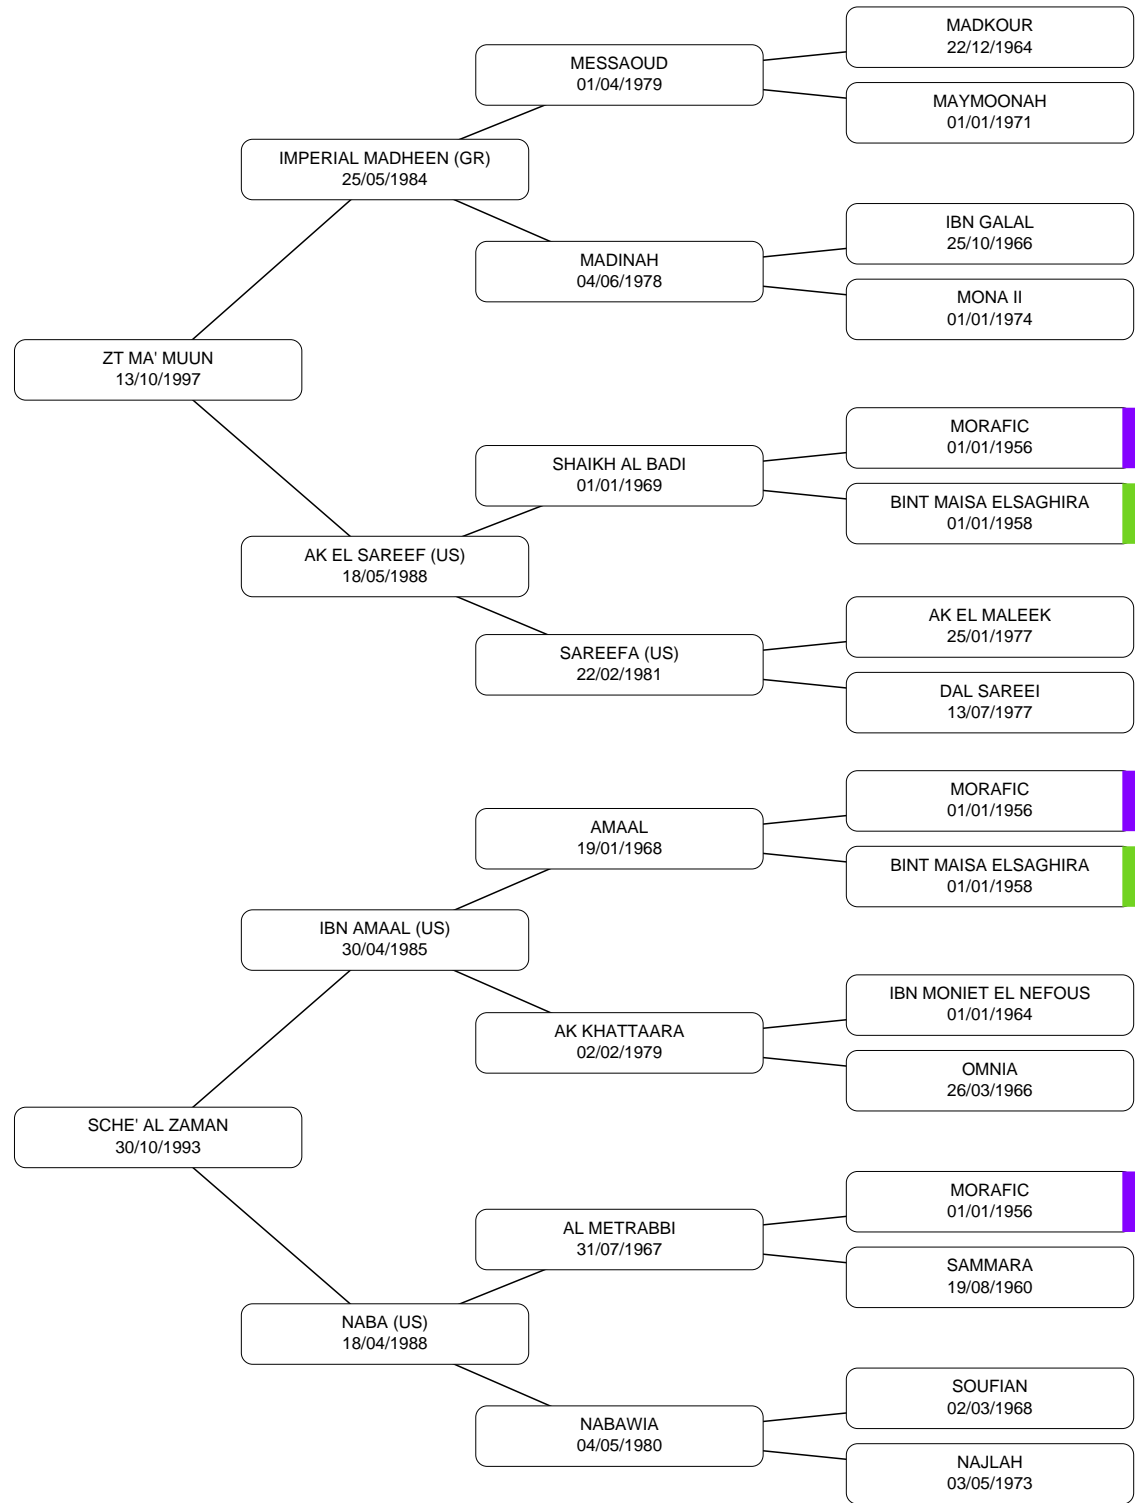 MADKOUR
22/12/1964
MESSAOUD
01/04/1979
MAYMOONAH
01/01/1971
IMPERIAL MADHEEN (GR)
25/05/1984
IBN GALAL
25/10/1966
MADINAH
04/06/1978
MONA II
01/01/1974
ZT MA' MUUN
13/10/1997
MORAFIC
01/01/1956
SHAIKH AL BADI
01/01/1969
BINT MAISA ELSAGHIRA
01/01/1958
AK EL SAREEF (US)
18/05/1988
AK EL MALEEK
25/01/1977
SAREEFA (US)
22/02/1981
DAL SAREEI
13/07/1977
MORAFIC
01/01/1956
AMAAL
19/01/1968
BINT MAISA ELSAGHIRA
01/01/1958
IBN AMAAL (US)
30/04/1985
IBN MONIET EL NEFOUS
01/01/1964
AK KHATTAARA
02/02/1979
OMNIA
26/03/1966
SCHE' AL ZAMAN
30/10/1993
MORAFIC
01/01/1956
AL METRABBI
31/07/1967
SAMMARA
19/08/1960
NABA (US)
18/04/1988
SOUFIAN
02/03/1968
NABAWIA
04/05/1980
NAJLAH
03/05/1973